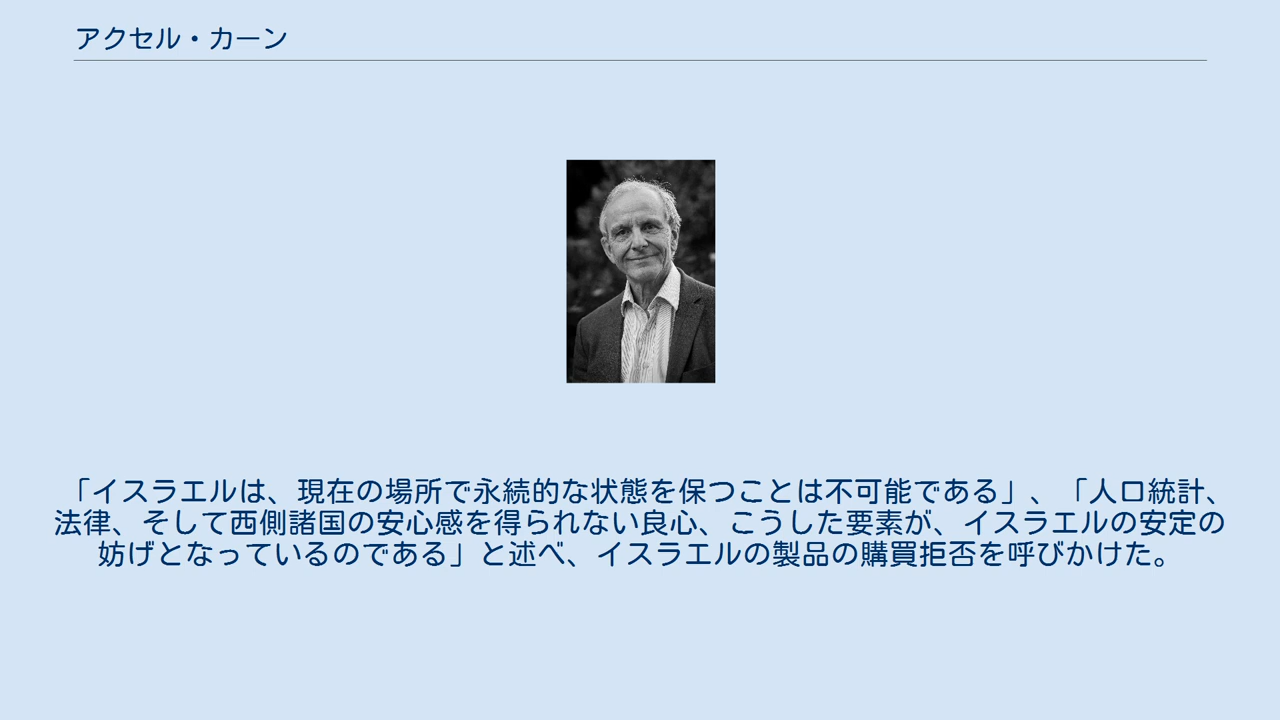 アクセル・カーン
「イスラエルは、現在の場所で永続的な状態を保つことは不可能である」、「人口統計、
法律、そして西側諸国の安心感を得られない良心、こうした要素が、イスラエルの安定の
妨げとなっているのである」と述べ、イスラエルの製品の購買拒否を呼びかけた。